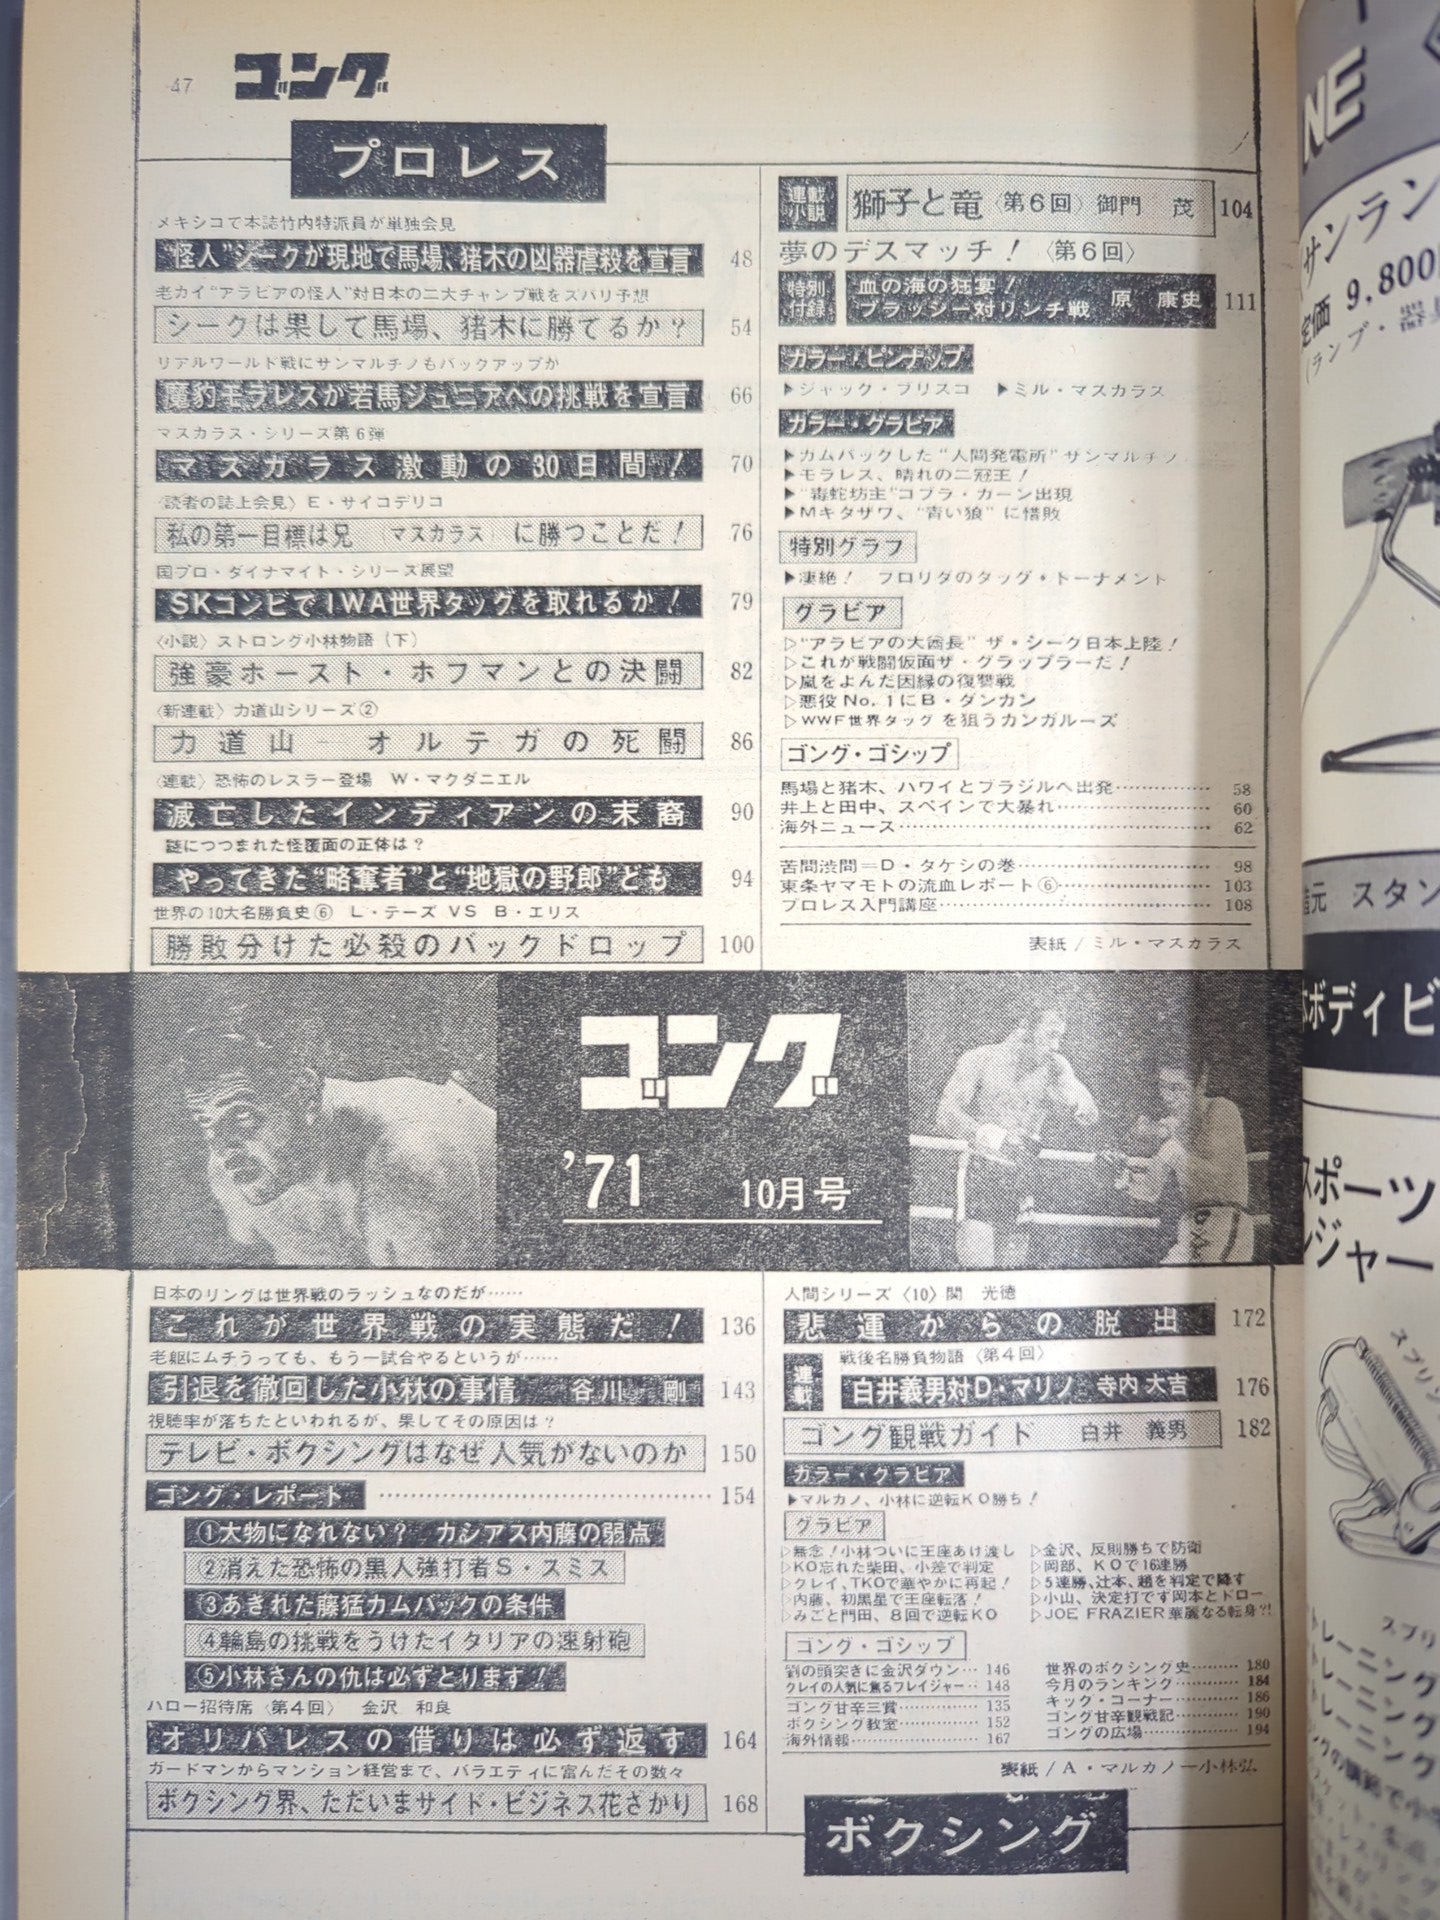 47
ゴング
プロレス
メキシコで本誌竹内特派員が単独会見
“怪人”シークが現地で馬場、猪木の凶器虐殺を宣言 48
老カイ“アラビアの怪人”対日本の二大チャンプ戦をズバリ予想
シークは果して馬場、猪木に勝てるか? 54
リアルワールド戦にサンマルチノもバックアップか
魔豹モラレスが若馬ジュニアへの挑戦を宣言 66
マスカラス・シリーズ第6弾
マスカラス激動の30日間! 70
〈読者の誌上会見〉E・サイコデリコ
私の第一目標は兄(マスカラス)に勝つことだ! 76
国プロ・ダイナマイト・シリーズ展望
SKコンビでIWA世界タッグを取れるか! 79
〈小説〉ストロング小林物語(下)
強豪ホースト・ホフマンとの決闘 82
〈新連載〉力道山シリーズ②
力道山―オルテガの死闘 86
〈連載〉恐怖のレスラー登場 W・マクダニエル
滅亡したインディアンの末裔 90
謎につつまれた怪覆面の正体は?
やってきた“略奪者”と“地獄の野郎”ども 94
世界の10大名勝負史⑥ L・テーズ VS B・エリス
勝敗分けた必殺のバックドロップ 100
連載小説 獅子と竜〈第6回〉御門 茂 104
夢のデスマッチ!〈第6回〉
特別付録 血の海の狂宴!
ブラッシー対リンチ戦 原 康史 111
カラー・ピンナップ
▶ジャック・ブリスコ ▶ミル・マスカラス
カラー・グラビア
▶カムバックした“人間発電所”サンマルチノ
▶モラレス、晴れの二冠王!
▶“毒蛇坊主”コブラ・カーン出現
▶Mキタザワ、“青い狼”に惜敗
特別グラフ
▶凄絶! フロリダのタッグ・トーナメント
グラビア
▷“アラビアの大酋長”ザ・シーク日本上陸!
▷これが戦闘仮面ザ・グラップラーだ!
▷嵐をよんだ因縁の復讐戦
▷悪役No.1にB・ダンカン
▷WWF世界タッグを狙うカンガルーズ
ゴング・ゴシップ
馬場と猪木、ハワイとブラジルへ出発…………58
井上と田中、スペインで大暴れ…………60
海外ニュース…………62
苦問渋問=D・タケシの巻…………98
東条ヤマモトの流血レポート⑥…………103
プロレス入門講座…………108
表紙/ミル・マスカラス
ゴング
'71 10月号
日本のリングは世界戦のラッシュなのだが……
これが世界戦の実態だ! 136
老躯にムチうっても、もう一試合やるというが……
引退を撤回した小林の事情 谷川 剛 143
視聴率が落ちたといわれるが、果してその原因は?
テレビ・ボクシングはなぜ人気がないのか 150
ゴング・レポート…………154
①大物になれない? カシアス内藤の弱点
②消えた恐怖の黒人強打者S・スミス
③あきれた藤猛カムバックの条件
④輪島の挑戦をうけたイタリアの速射砲
⑤小林さんの仇は必ずとります!
ハロー招待席〈第4回〉 金沢 和良
オリバレスの借りは必ず返す 164
ガードマンからマンション経営まで、バラエティに富んだその数々
ボクシング界、ただいまサイド・ビジネス花ざかり 168
人間シリーズ〈10〉関 光徳
悲運からの脱出 172
連載 戦後名勝負物語〈第4回〉
白井義男対D・マリノ 寺内大吉 176
ゴング観戦ガイド 白井 義男 182
カラー・グラビア
▶マルカノ、小林に逆転KO勝ち!
グラビア
▷無念!小林ついに王座あけ渡し
▷KO忘れた柴田、小差で判定
▷クレイ、TKOで華やかに再起!
▷内藤、初黒星で王座転落!
▷みごと門田、8回で逆転KO
▷金沢、反則勝ちで防衛
▷岡部、KOで16連勝
▷5連勝、辻本、趙を判定で降す
▷小山、決定打でず岡本とドロー
▷JOE FRAZIER華麗なる転身?!
ゴング・ゴシップ
劉の頭突きに金沢ダウン…146
クレイの人気に焦るフレイジャー…148
ゴング甘辛三賞…………135
ボクシング教室…………152
海外情報…………167
世界のボクシング史………180
今月のランキング………184
キック・コーナー………186
ゴング甘辛観戦記………190
ゴングの広場…………194
表紙/A・マルカノ―小林弘
ボクシング
NE
サンラン
定価 9,800
スタン
ボディビ
スポーツ
ンジャー
スプリン
スプリ
トレーニング
トレーニング
トレーニング